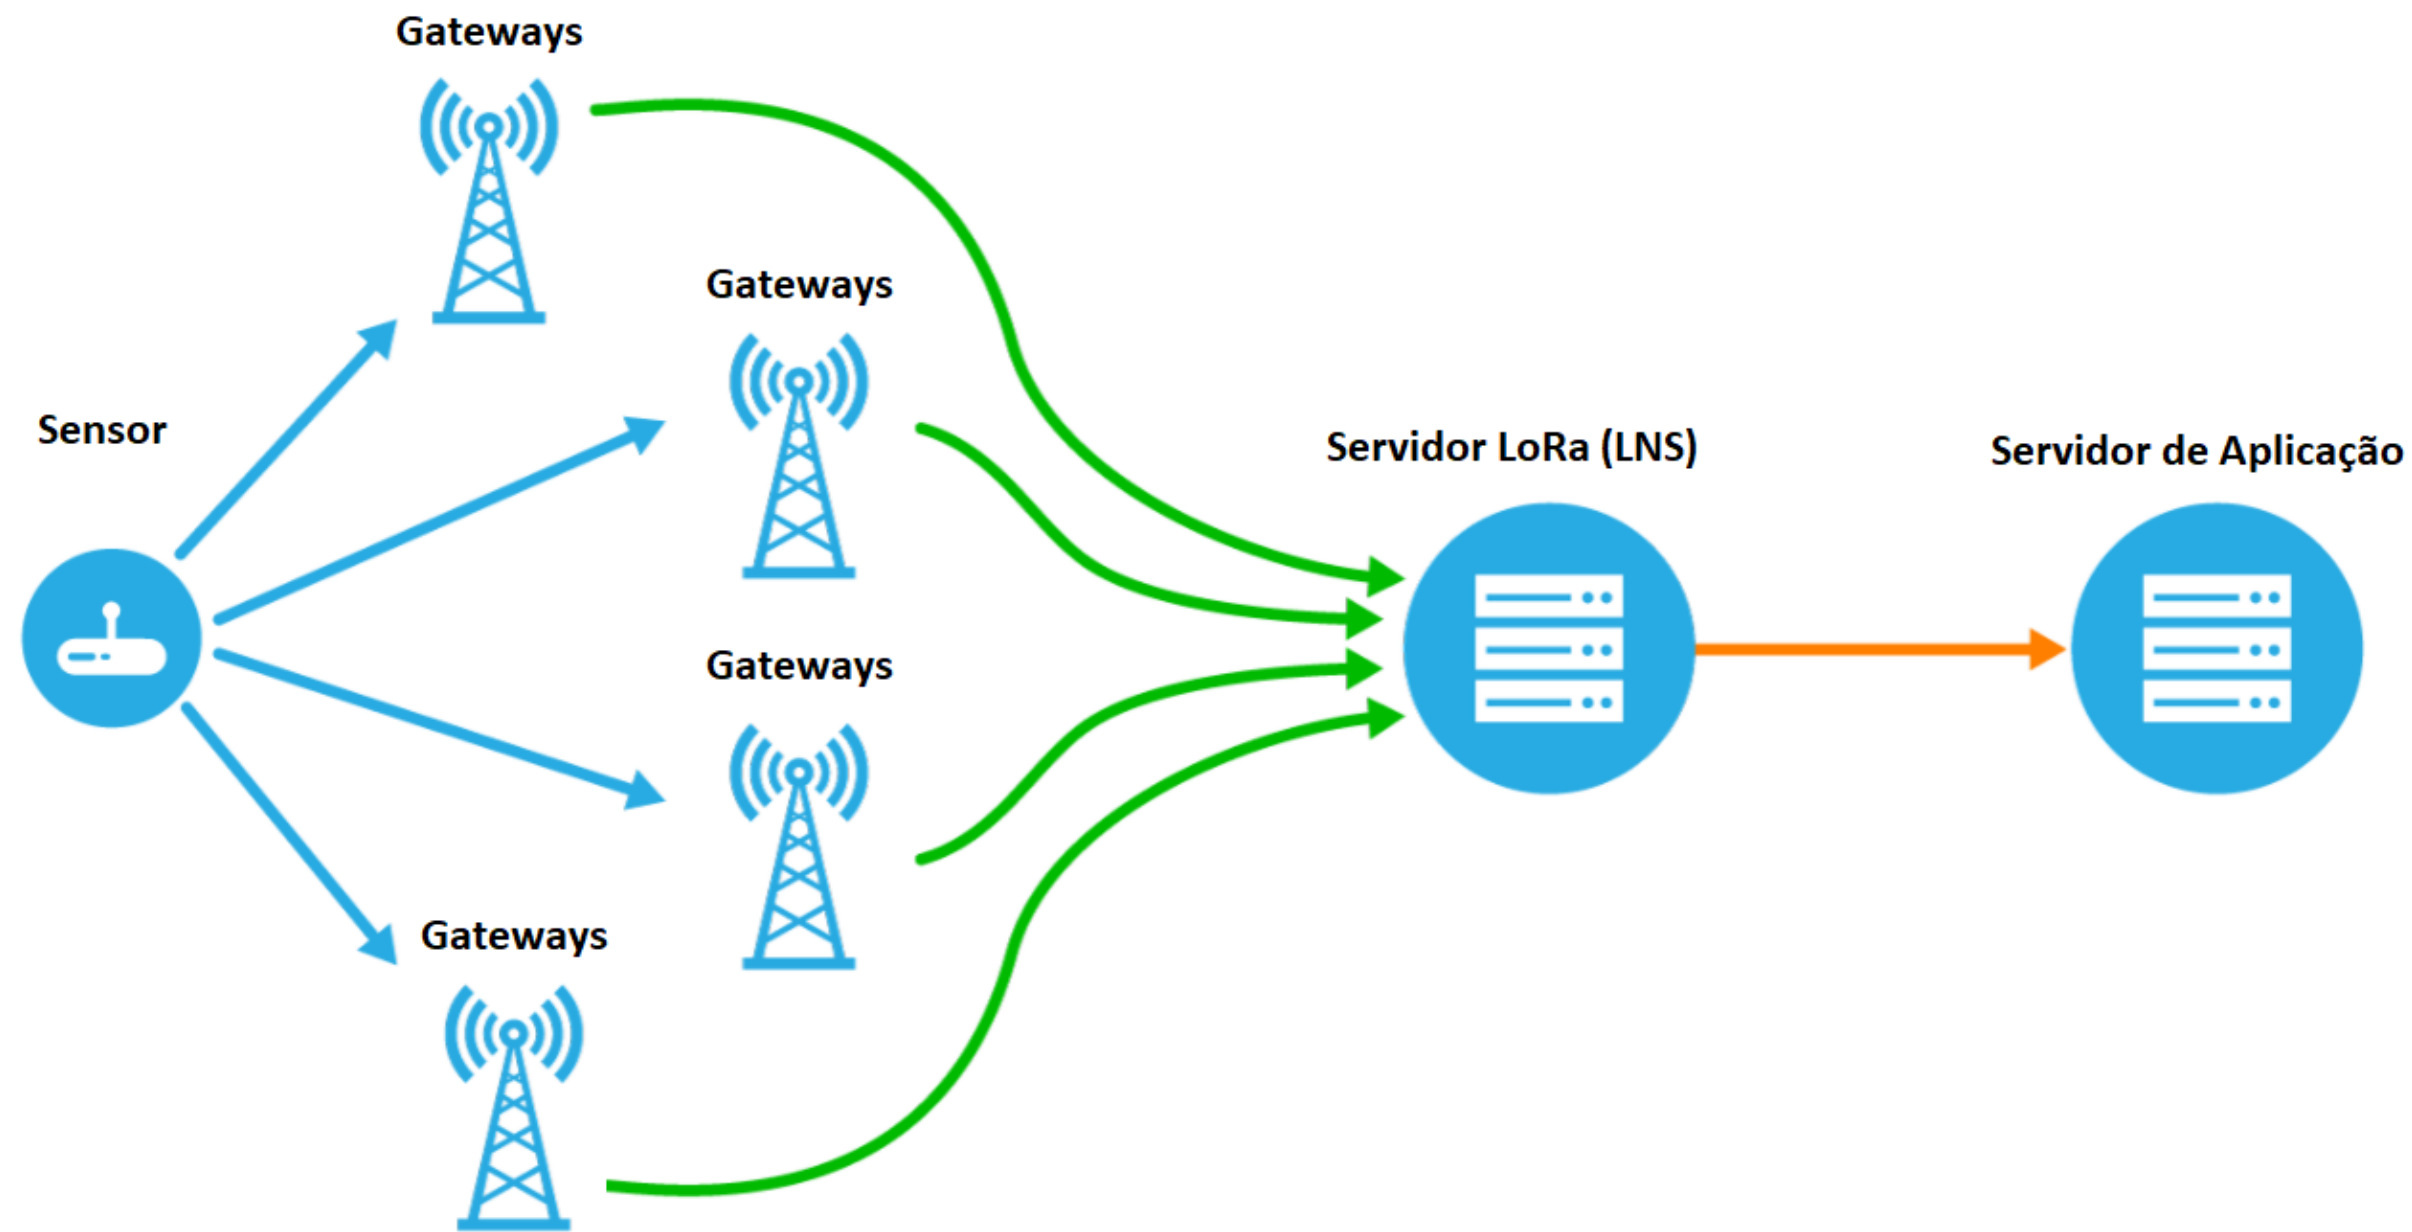 Gateways
Gateways
Sensor
Servidor LoRa (LNS)
Servidor de Aplicação
Gateways
Gateways